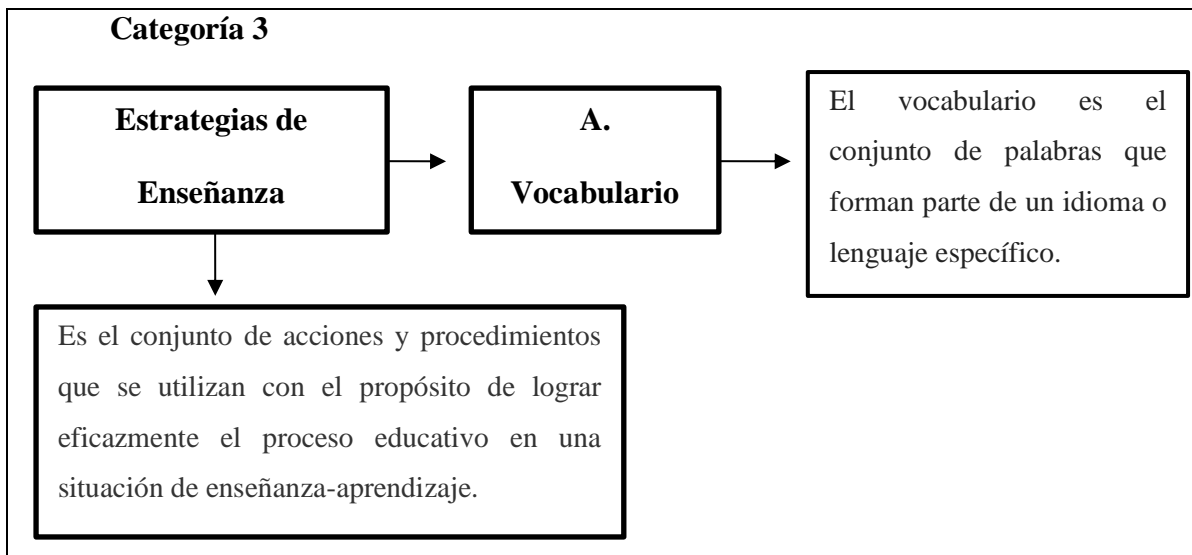 Categoría 3
Estrategias de
Enseñanza
A.
Vocabulario
El vocabulario es el
conjunto de palabras que
forman parte de un idioma o
lenguaje específico.
Es el conjunto de acciones y procedimientos
que se utilizan con el propósito de lograr
eficazmente el proceso educativo en una
situación de enseñanza-aprendizaje.